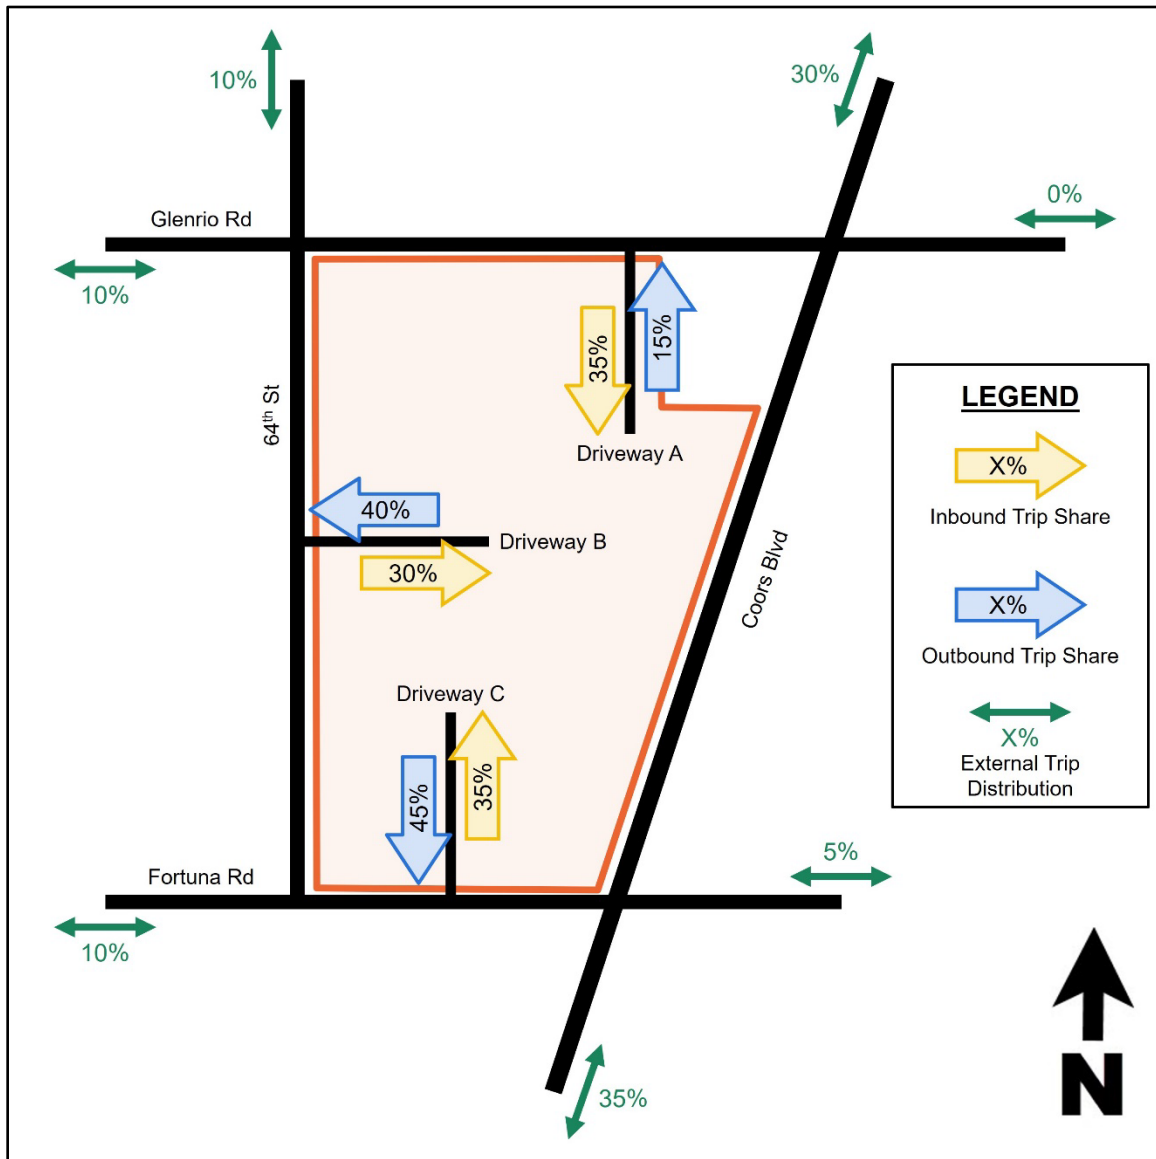 10%
30%
0%
Glenrio Rd
10%
35%
15%
64th St
Driveway A
LEGEND
X%
Inbound Trip Share
40%
Driveway B
30%
Coors Blvd
X%
Outbound Trip Share
Driveway C
X%
External Trip
Distribution
45%
35%
5%
Fortuna Rd
10%
35%
N